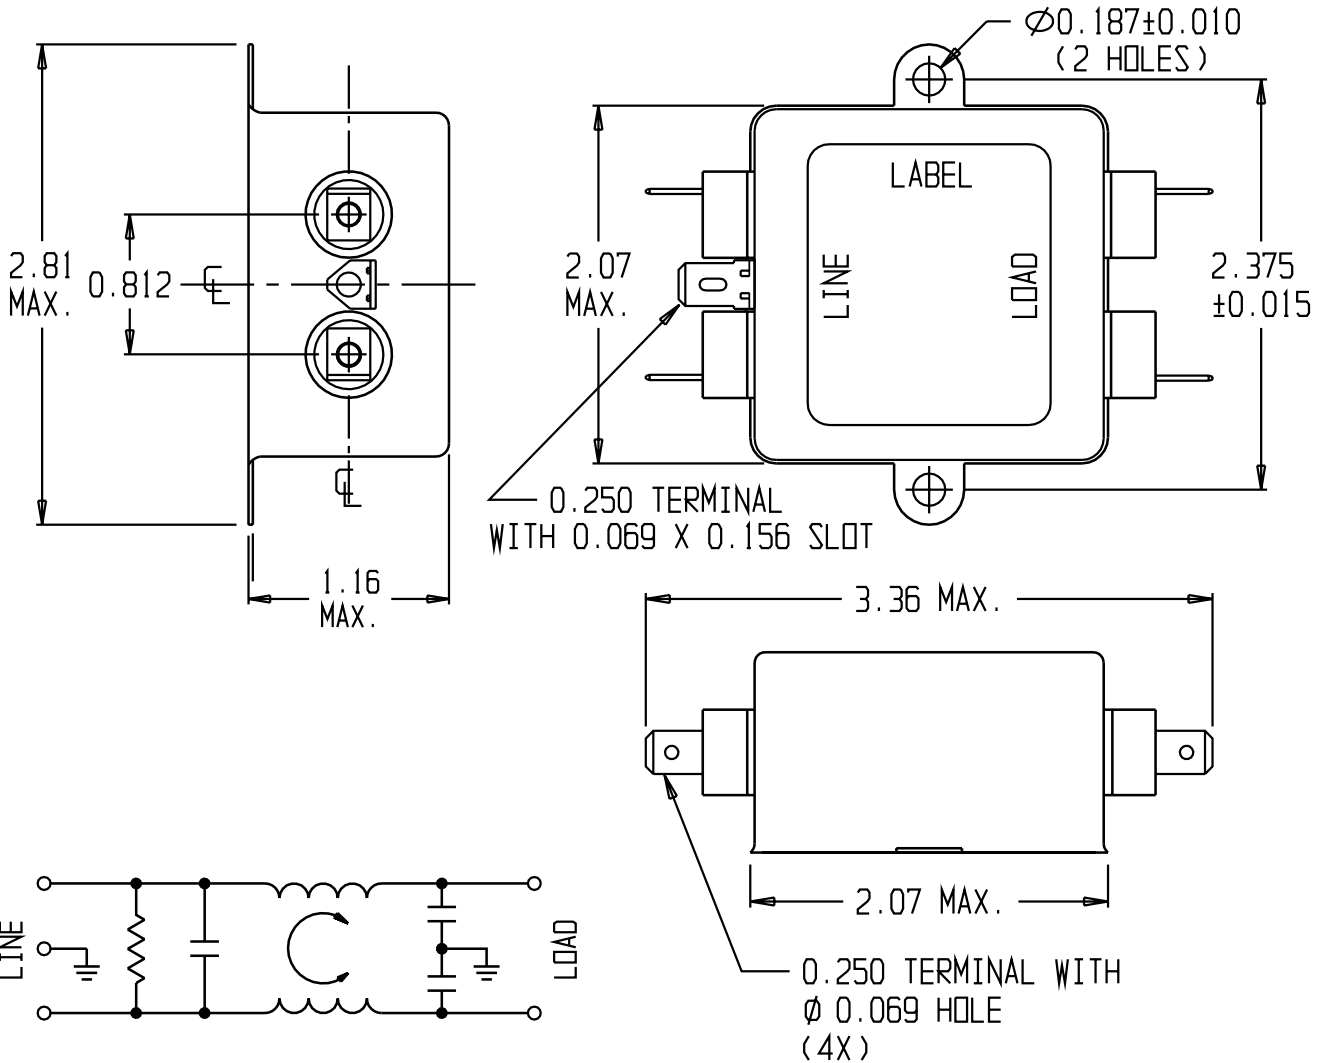 Ø0.187±0.010
(2 HOLES)
2.81
MAX.
0.812
CL
CL
1.16
MAX.
2.07
MAX.
LABEL
LINE
LOAD
2.375
±0.015
0.250 TERMINAL
WITH 0.069 X 0.156 SLOT
3.36 MAX.
2.07 MAX.
0.250 TERMINAL WITH
Ø 0.069 HOLE
(4X)
LINE
LOAD